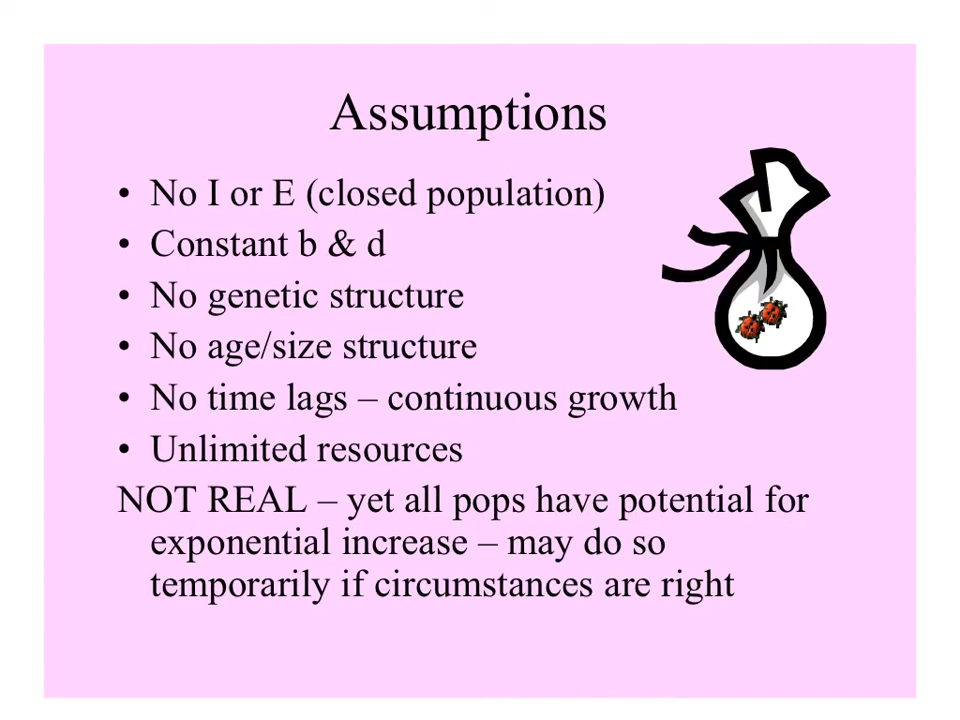 Assumptions
• No I or E (closed population)
• Constant b & d
• No genetic structure
• No age/size structure
• No time lags – continuous growth
• Unlimited resources
NOT REAL – yet all pops have potential for
exponential increase – may do so
temporarily if circumstances are right